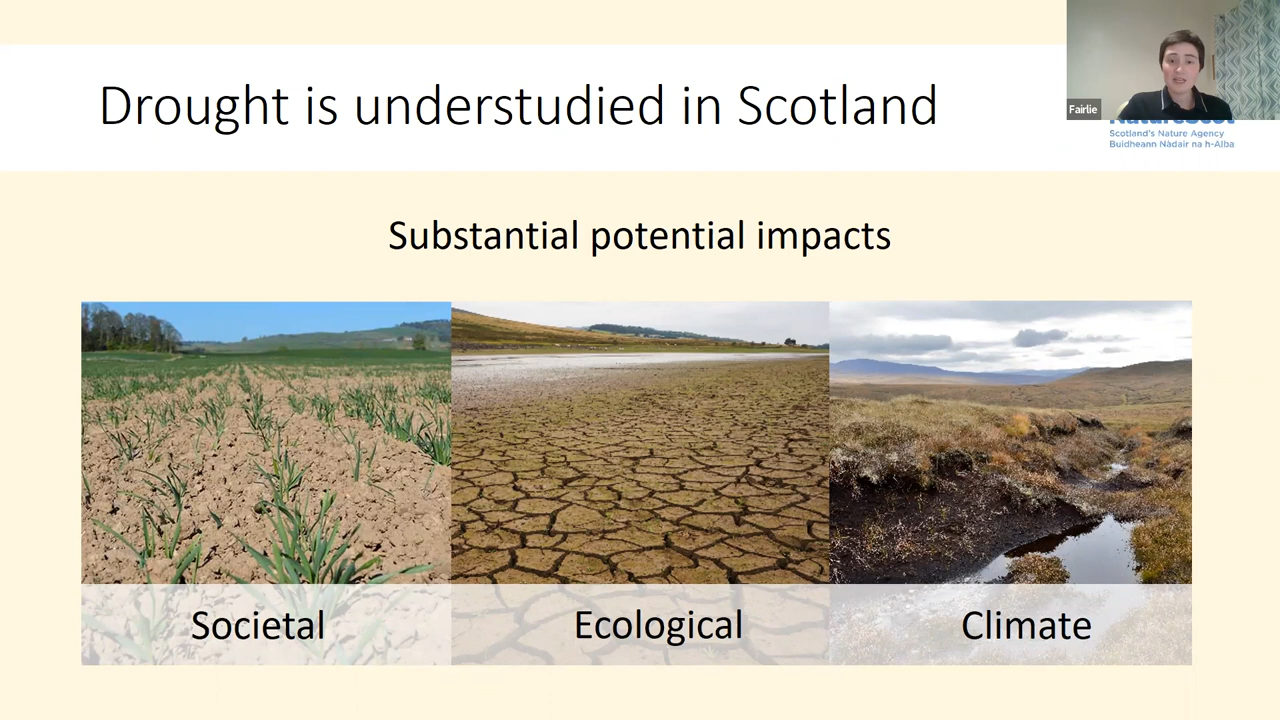 Drought is understudied in Scotland
Fairlie
NatureScot
Scotland's Nature Agency
Buidheann Nàdair na h-Alba
Substantial potential impacts
Societal
Ecological
Climate